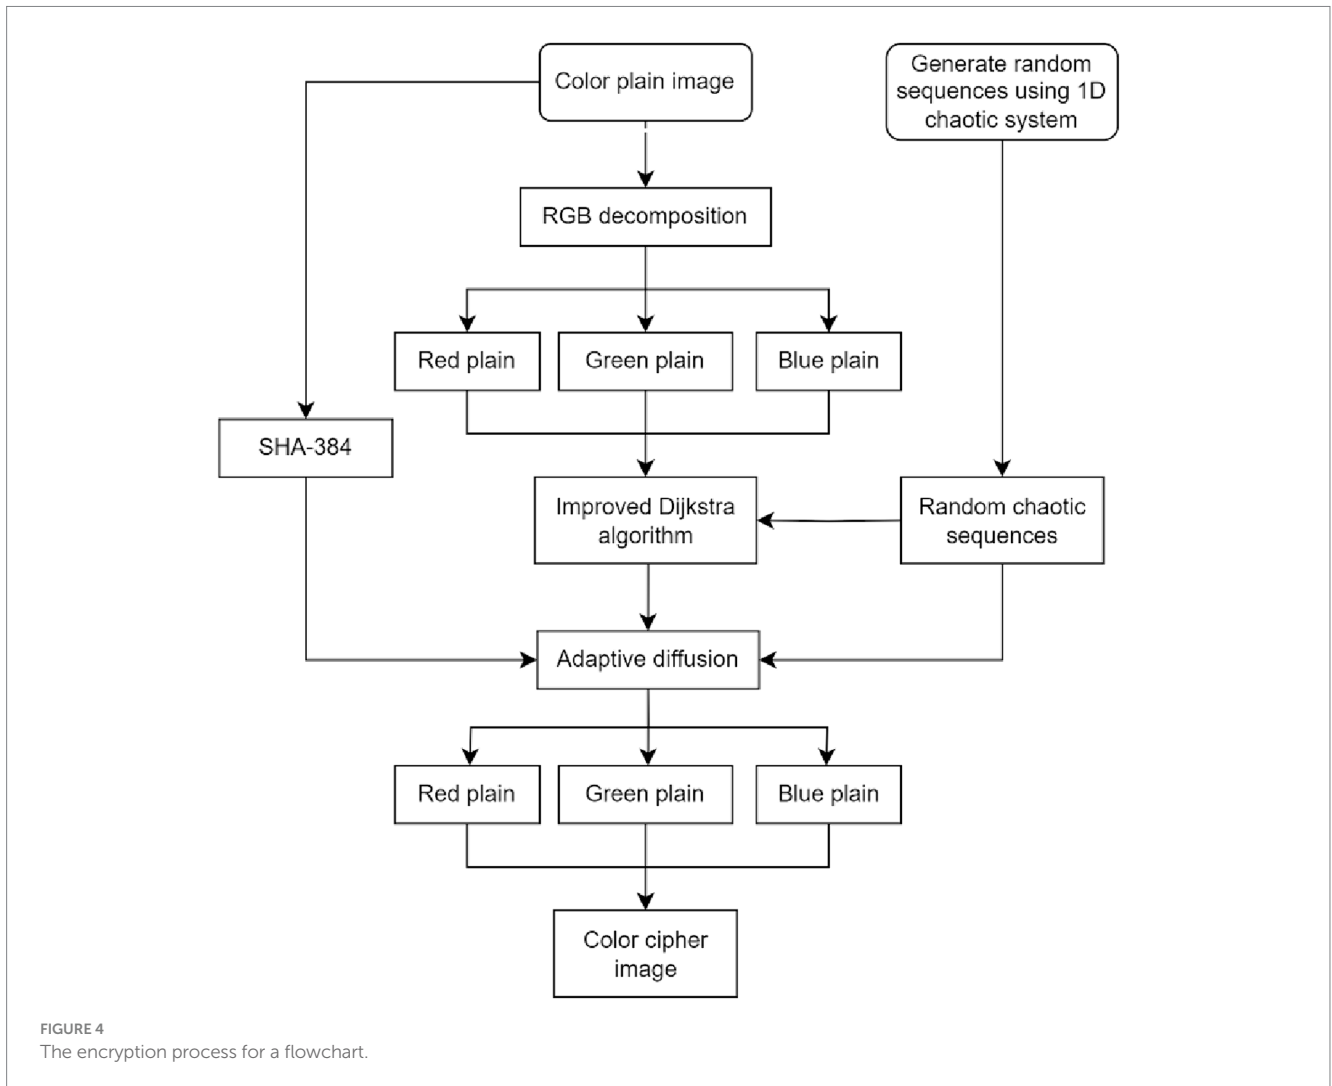 Color plain image
Generate random
sequences using 1D
chaotic system
RGB decomposition
Red plain
Green plain
Blue plain
SHA-384
Improved Dijkstra
algorithm
Random chaotic
sequences
Adaptive diffusion
Red plain
Green plain
Blue plain
Color cipher
image
FIGURE 4
The encryption process for a flowchart.